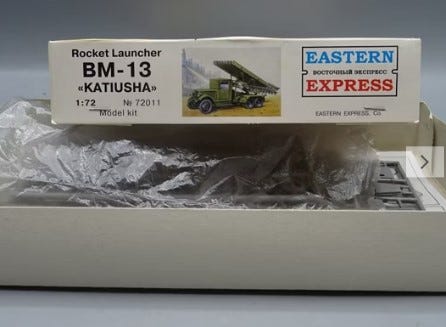 Rocket Launcher
BM-13
«KATIUSHA»
1:72 № 72011
Model kit
EASTERN
ВОСТОЧНЫЙ ЭКСПРЕСС
EXPRESS
EASTERN EXPRESS, Co